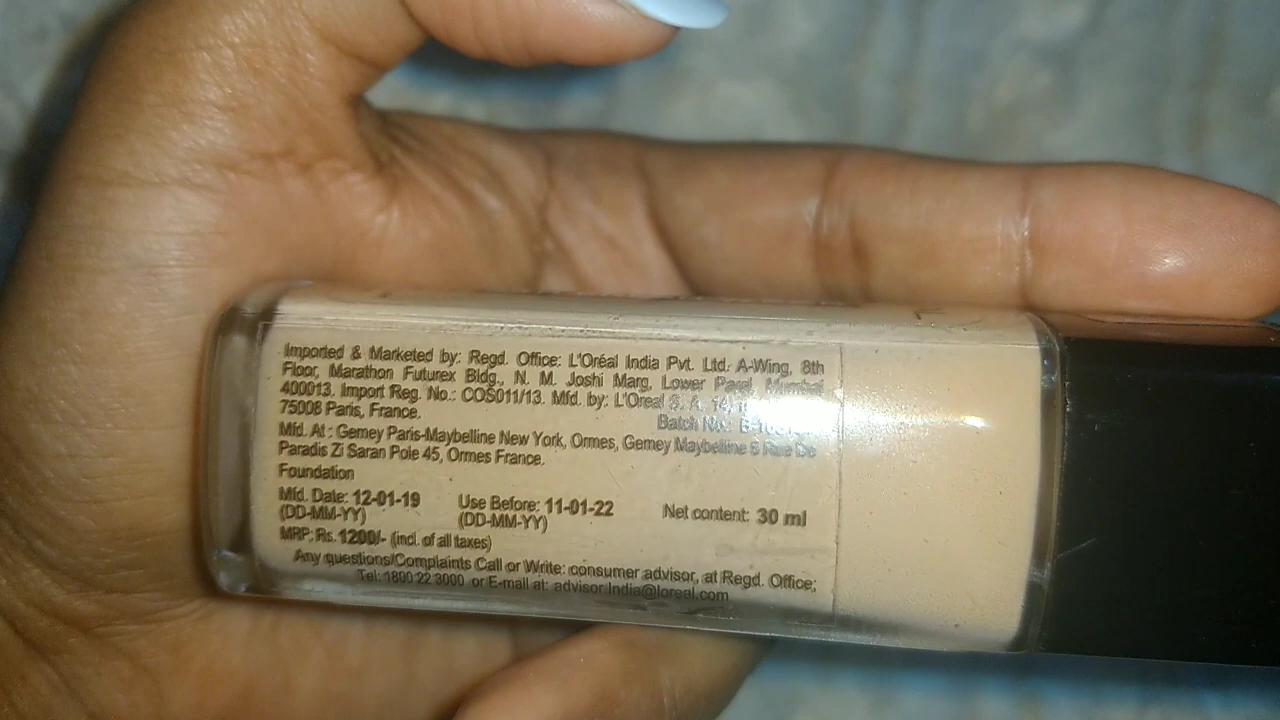 Imported & Marketed by: Regd. Office: L'Oréal India Pvt. Ltd. A-Wing, 8th
Floor, Marathon Futurex Bldg., N. M. Joshi Marg, Lower Parel, Mumbai
400013. Import Reg. No.: COS011/13. Mfd. by: L'Oreal S. A. 14/
75008 Paris, France. Batch No.:
Mfd. At : Gemey Paris-Maybelline New York, Ormes, Gemey Maybelline 5 Rue De
Paradis Zi Saran Pole 45, Ormes France.
Foundation
Mfd. Date: 12-01-19 Use Before: 11-01-22 Net content: 30 ml
(DD-MM-YY) (DD-MM-YY)
MRP: Rs. 1200/- (incl. of all taxes)
Any questions/Complaints Call or Write: consumer advisor, at Regd. Office;
Tel: 1800 22 3000 or E-mail at: advisor.India@loreal.com